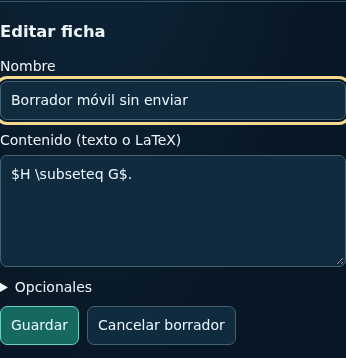 Editar ficha
Nombre
Borrador móvil sin enviar
Contenido (texto o LaTeX)
$H \subseteq G$.
▶ Opcionales
Guardar Cancelar borrador